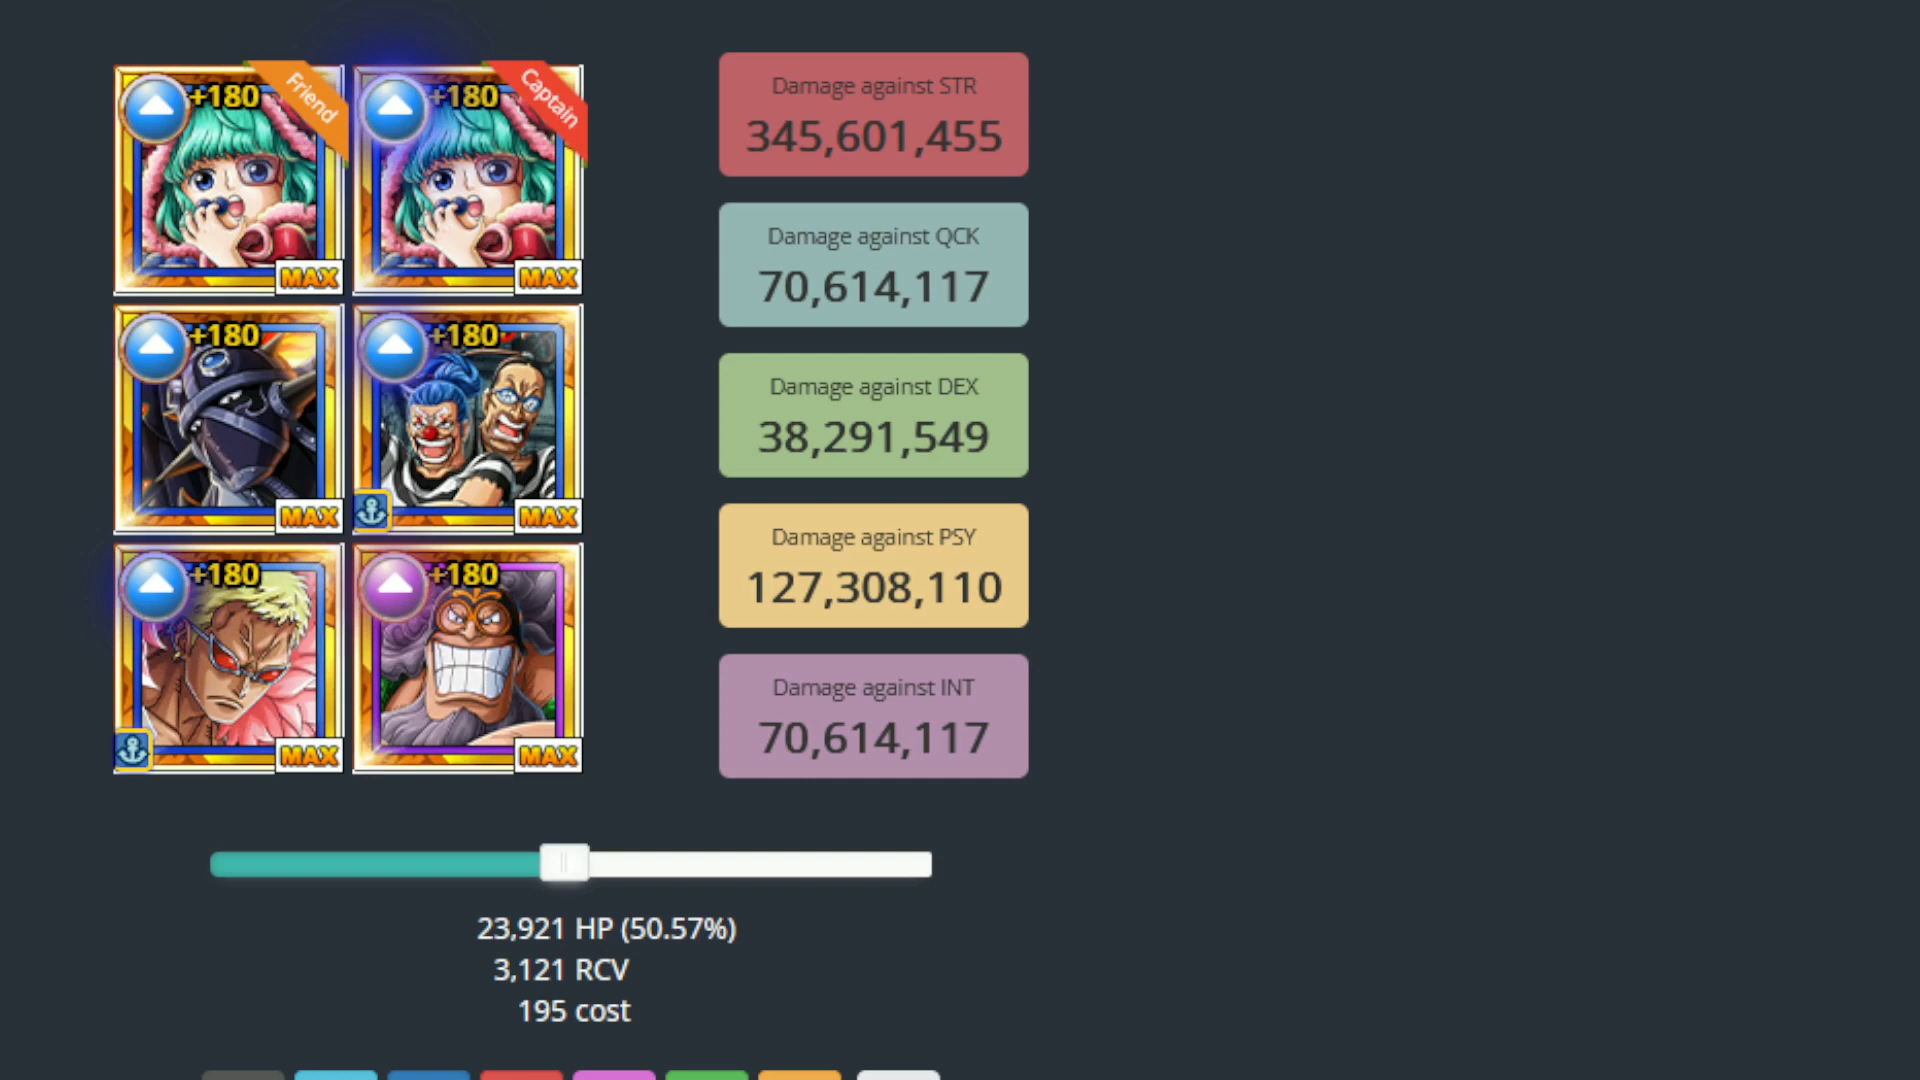 +180
Friend
MAX
+180
Captain
MAX
+180
MAX
+180
MAX
+180
MAX
+180
MAX
Damage against STR
345,601,455
Damage against QCK
70,614,117
Damage against DEX
38,291,549
Damage against PSY
127,308,110
Damage against INT
70,614,117
23,921 HP (50.57%)
3,121 RCV
195 cost